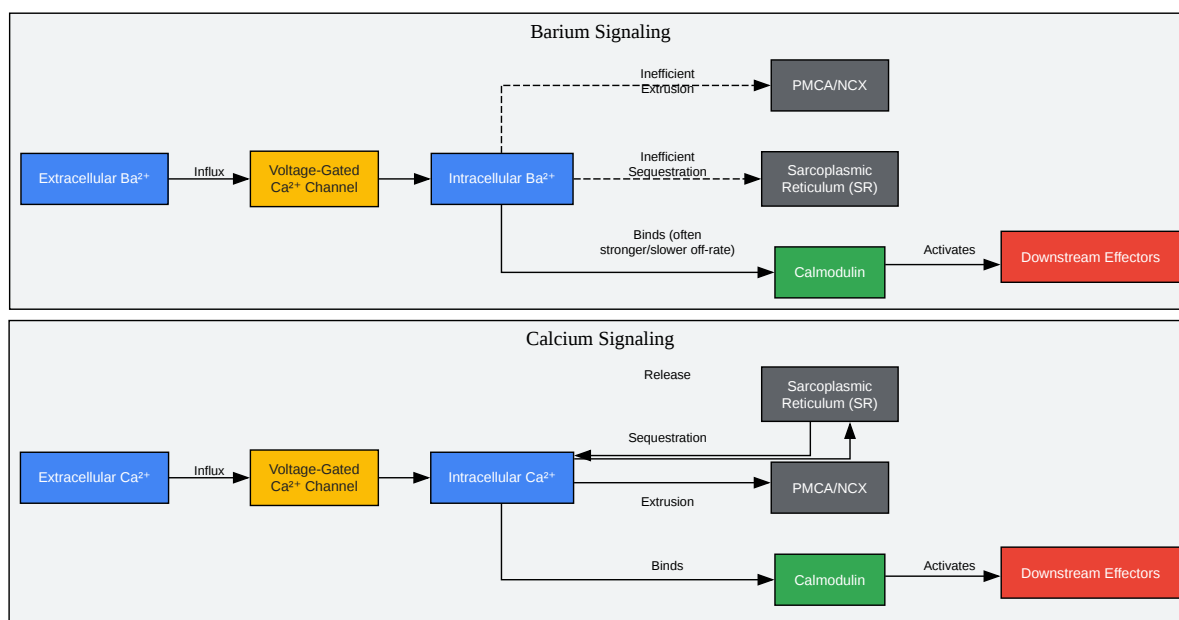 Barium Signaling
Inefficient
Extrusion
PMCA/NCX
Extracellular Ba²⁺
Influx
Voltage-Gated
Ca²⁺ Channel
Intracellular Ba²⁺
Inefficient
Sequestration
Sarcoplasmic
Reticulum (SR)
Binds (often
stronger/slower off-rate)
Calmodulin
Activates
Downstream Effectors
Calcium Signaling
Release
Sarcoplasmic
Reticulum (SR)
Sequestration
Extracellular Ca²⁺
Influx
Voltage-Gated
Ca²⁺ Channel
Intracellular Ca²⁺
Extrusion
PMCA/NCX
Binds
Calmodulin
Activates
Downstream Effectors